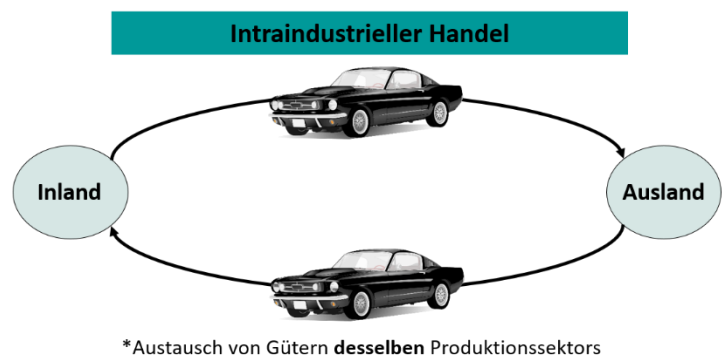 Intraindustrieller Handel
Inland
Ausland
*Austausch von Gütern desselben Produktionssektors